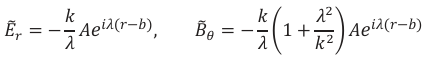 $\tilde{E}_r = -\frac{k}{\lambda} A e^{i\lambda(r-b)}, \qquad \tilde{B}_\theta = -\frac{k}{\lambda}\left(1 + \frac{\lambda^2}{k^2}\right) A e^{i\lambda(r-b)}$